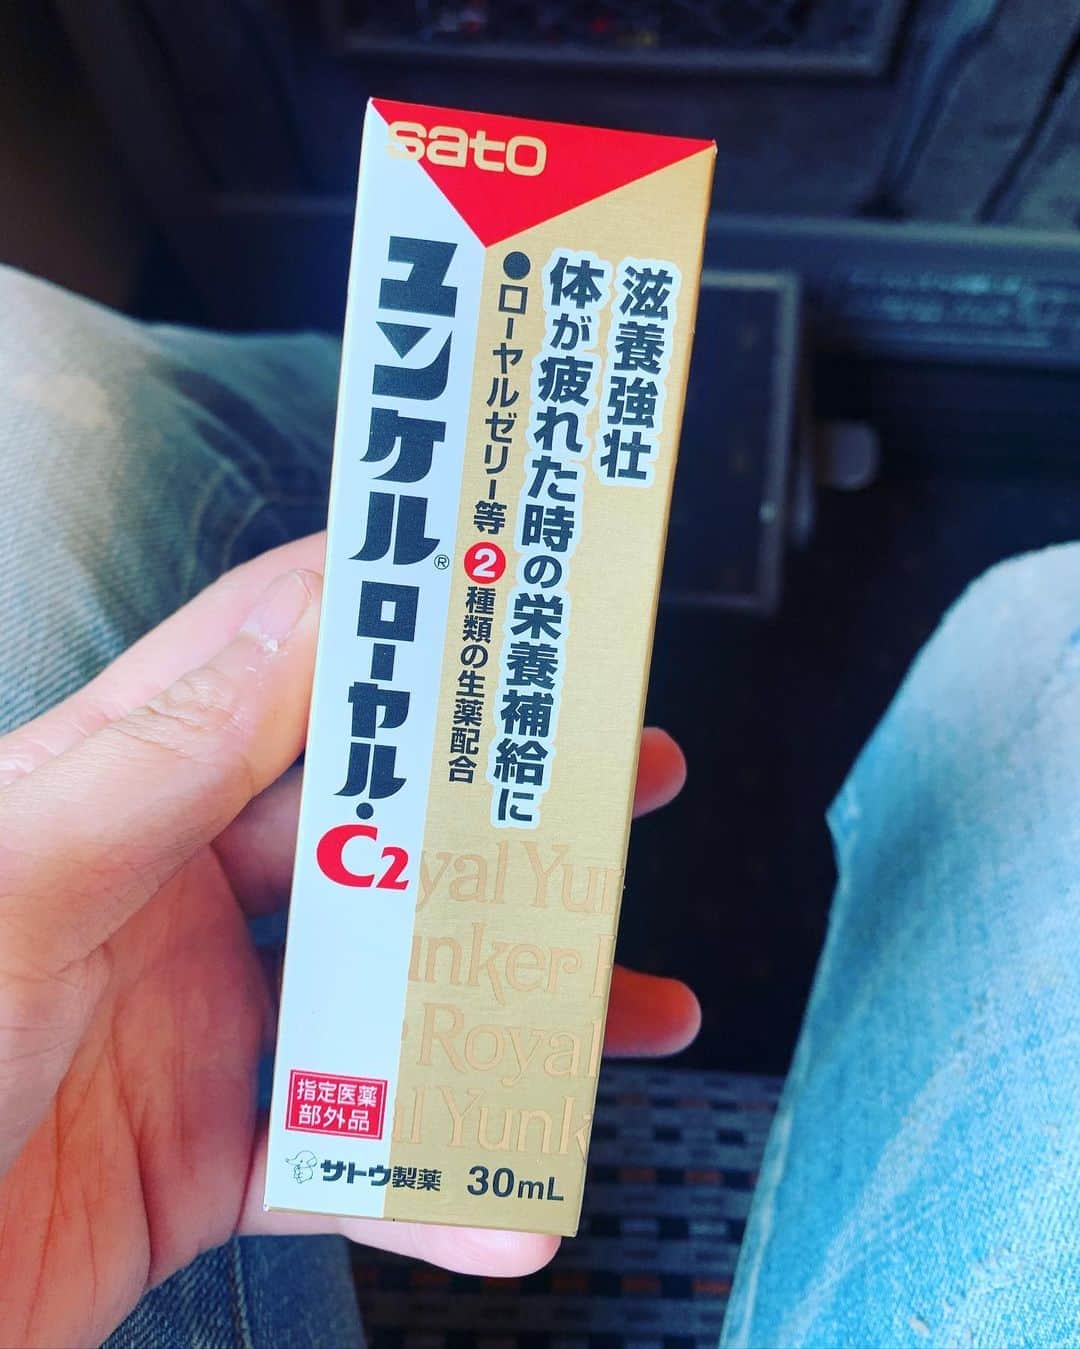 sato
滋養強壮
体が疲れた時の栄養補給に
●ローヤルゼリー等2種類の生薬配合
ユンケル®ローヤル・C2
yal Yun
unker R
Royal
al Yunk
指定医薬
部外品
サトウ製薬
30mL